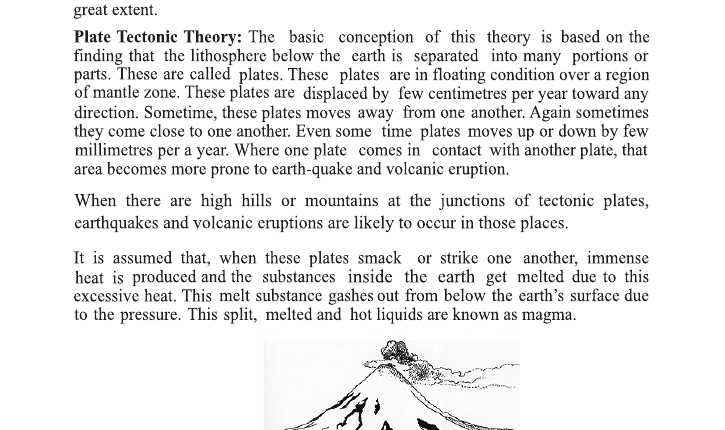 great extent.
Plate Tectonic Theory: The basic conception of this theory is based on the
finding that the lithosphere below the earth is separated into many portions or
parts. These are called plates. These plates are in floating condition over a region
of mantle zone. These plates are displaced by few centimetres per year toward any
direction. Sometime, these plates moves away from one another. Again sometimes
they come close to one another. Even some time plates moves up or down by few
millimetres per a year. Where one plate comes in contact with another plate, that
area becomes more prone to earth-quake and volcanic eruption.
When there are high hills or mountains at the junctions of tectonic plates,
earthquakes and volcanic eruptions are likely to occur in those places.
It is assumed that, when these plates smack or strike one another, immense
heat is produced and the substances inside the earth get melted due to this
excessive heat. This melt substance gashes out from below the earth's surface due
to the pressure. This split, melted and hot liquids are known as magma.